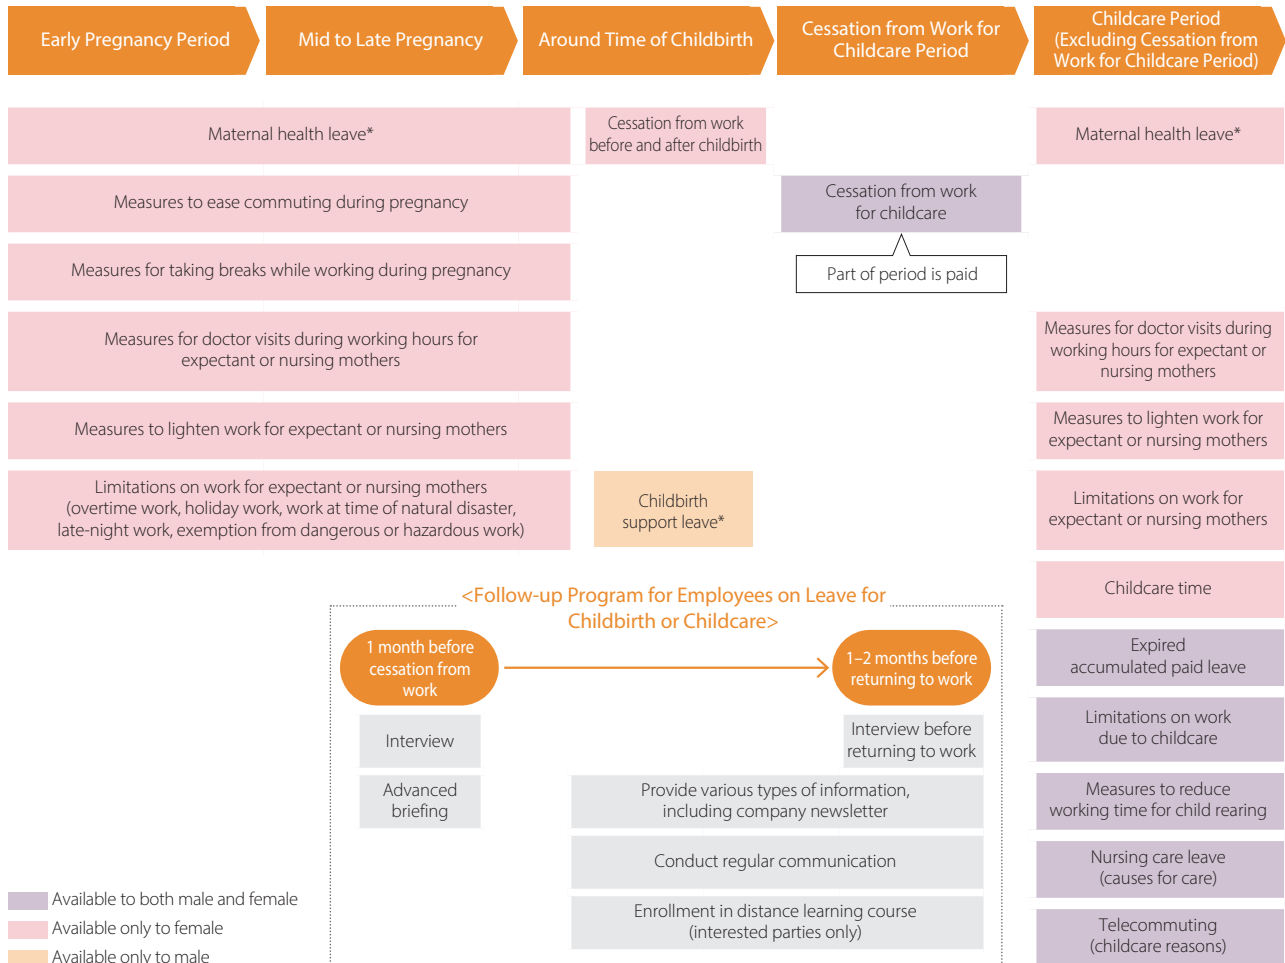 Early Pregnancy Period
Mid to Late Pregnancy
Around Time of Childbirth
Cessation from Work for
Childcare Period
Childcare Period
(Excluding Cessation from
Work for Childcare Period)
Maternal health leave*
Cessation from work
before and after childbirth
Maternal health leave*
Measures to ease commuting during pregnancy
Cessation from work
for childcare
Measures for taking breaks while working during pregnancy
Part of period is paid
Measures for doctor visits during working hours for
expectant or nursing mothers
Measures for doctor visits during
working hours for expectant or
nursing mothers
Measures to lighten work for expectant or nursing mothers
Measures to lighten work for
expectant or nursing mothers
Limitations on work for expectant or nursing mothers
(overtime work, holiday work, work at time of natural disaster,
late-night work, exemption from dangerous or hazardous work)
Childbirth
support leave*
Limitations on work for
expectant or nursing mothers
Childcare time
<Follow-up Program for Employees on Leave for
Childbirth or Childcare>
1 month before
cessation from
work
1–2 months before
returning to work
Expired
accumulated paid leave
Interview
Interview before
returning to work
Limitations on work
due to childcare
Advanced
briefing
Provide various types of information,
including company newsletter
Measures to reduce
working time for child rearing
Conduct regular communication
Nursing care leave
(causes for care)
Enrollment in distance learning course
(interested parties only)
Telecommuting
(childcare reasons)
Available to both male and female
Available only to female
Available only to male